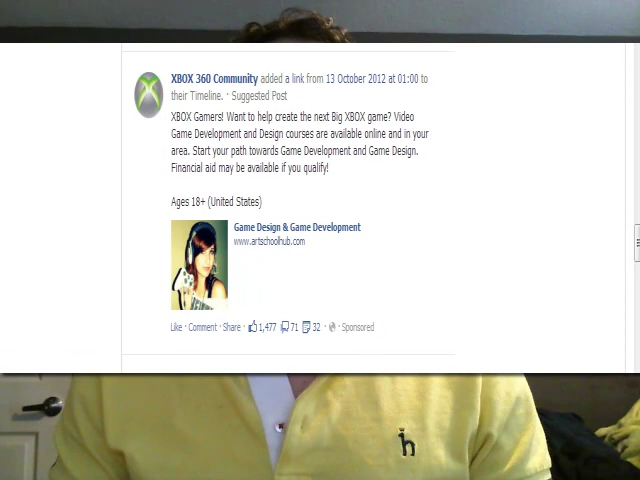 XBOX 360 Community added a link from 13 October 2012 at 01:00 to
their Timeline. · Suggested Post
XBOX Gamers! Want to help create the next Big XBOX game? Video
Game Development and Design courses are available online and in your
area. Start your path towards Game Development and Game Design.
Financial aid may be available if you qualify!
Ages 18+ (United States)
Game Design & Game Development
www.artschoolhub.com
Like · Comment · Share · 1,477 71 32 · · Sponsored
h